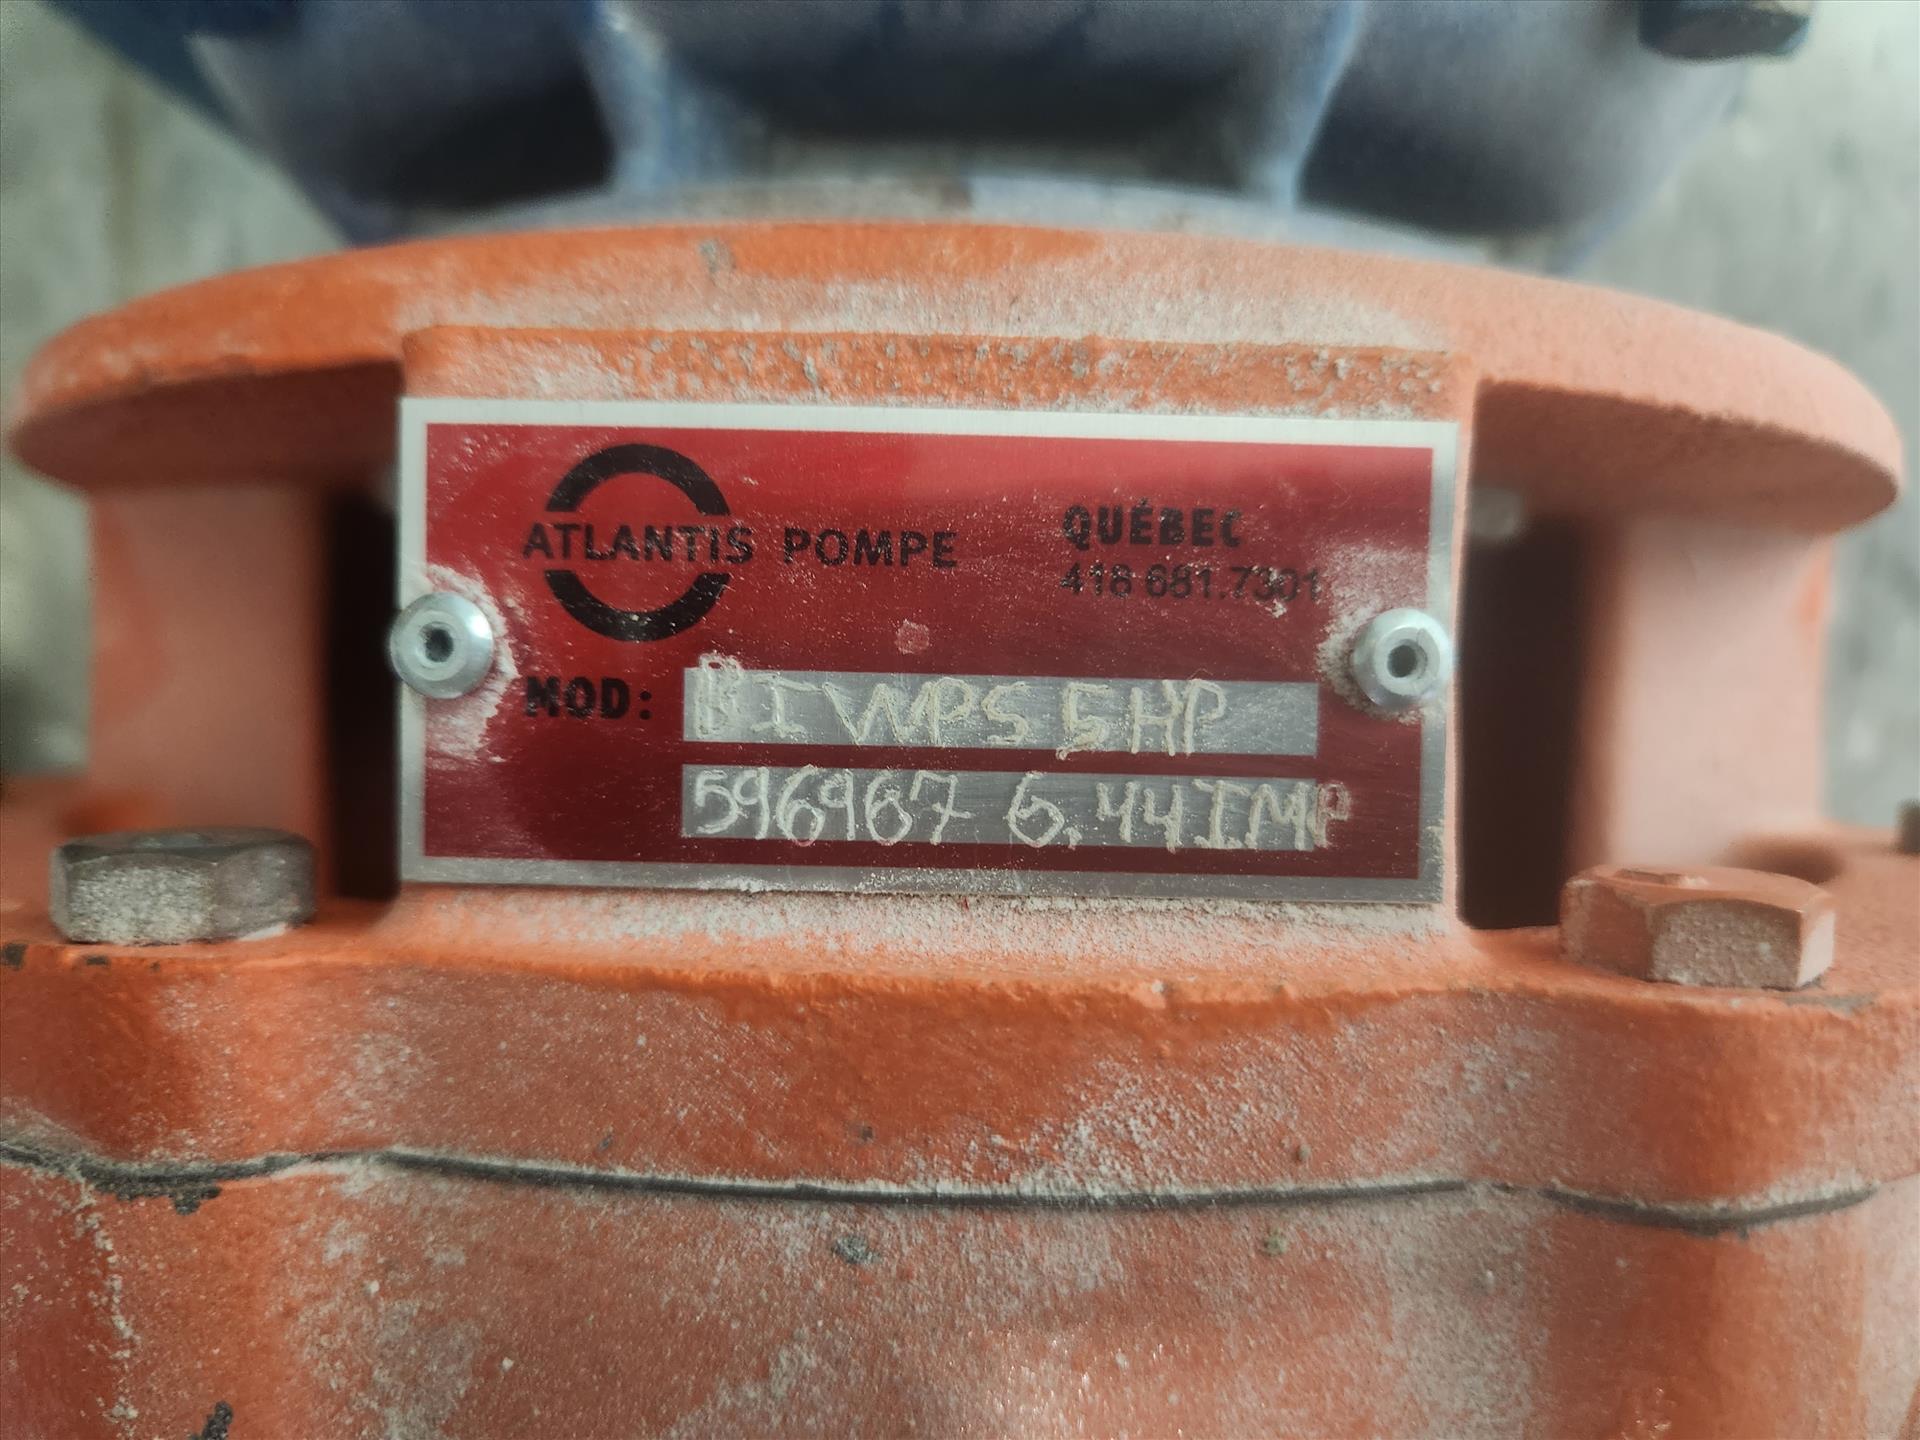 ATLANTIS POMPE
QUÉBEC
418 681.7301
MOD: BIWPS 5HP
596967 6.44IMP